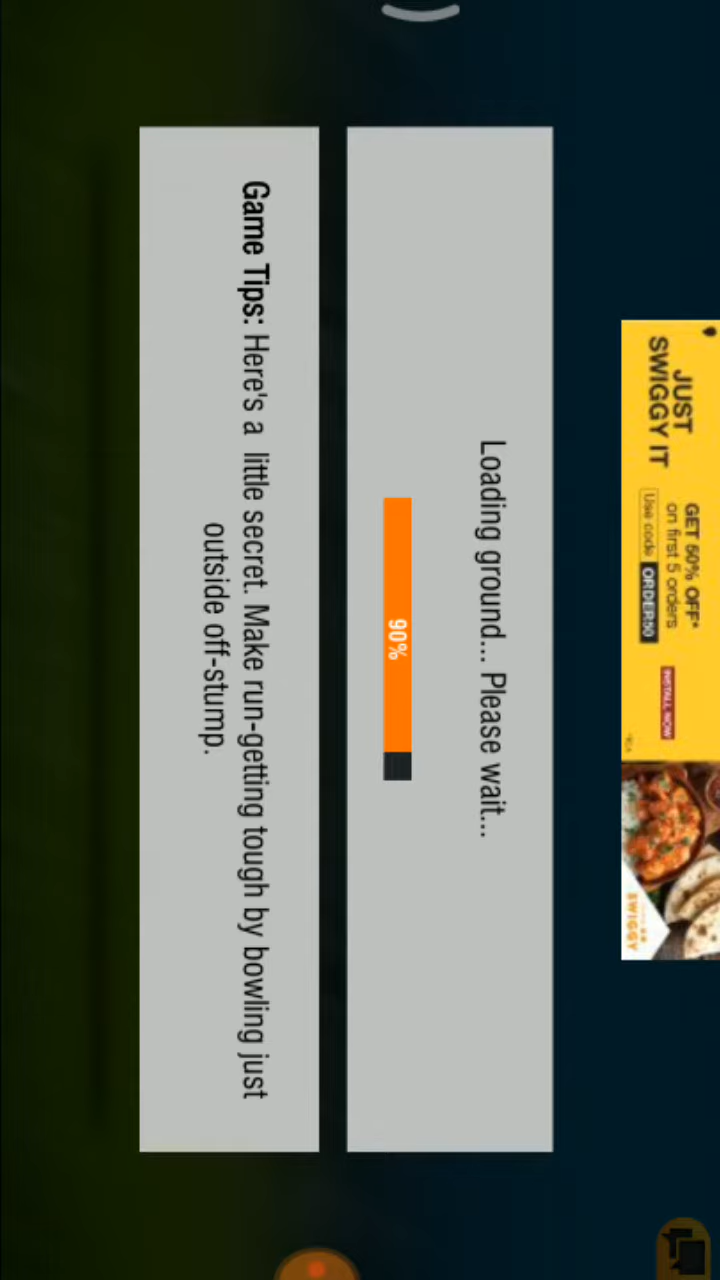 JUST
SWIGGY IT
GET 50% OFF*
on first 5 orders
Use code ORDER50
INSTALL NOW
SWIGGY
Loading ground... Please wait...
90%
Game Tips: Here's a little secret. Make run-getting tough by bowling just
outside off-stump.